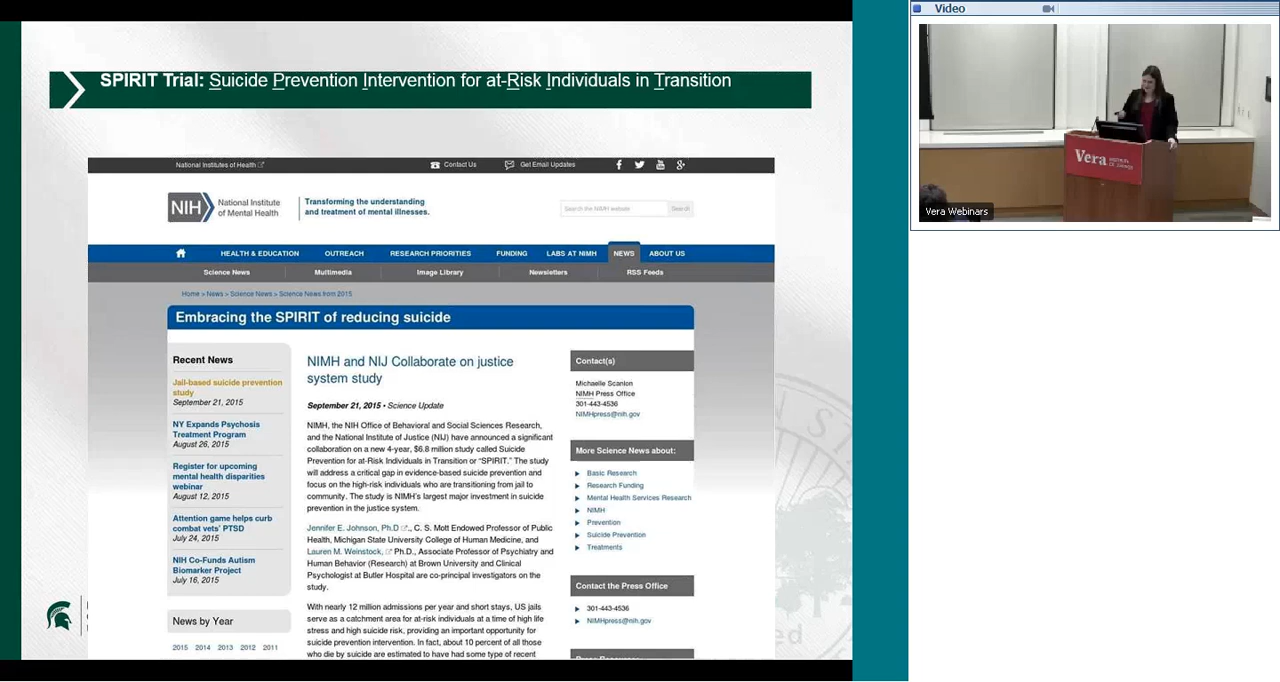 SPIRIT Trial: Suicide Prevention Intervention for at-Risk Individuals in Transition
National Institutes of Health
Contact Us
Get Email Updates
NIH
National Institute
of Mental Health
Transforming the understanding
and treatment of mental illnesses.
Search the NIMH website
Search
HEALTH & EDUCATION
OUTREACH
RESEARCH PRIORITIES
FUNDING
LABS AT NIMH
NEWS
ABOUT US
Science News
Multimedia
Image Library
Newsletters
RSS Feeds
Home > News > Science News > Science News from 2015
Embracing the SPIRIT of reducing suicide
Recent News
Jail-based suicide prevention
study
September 21, 2015
NY Expands Psychosis
Treatment Program
August 26, 2015
Register for upcoming
mental health disparities
webinar
August 12, 2015
Attention game helps curb
combat vets' PTSD
July 24, 2015
NIH Co-Funds Autism
Biomarker Project
July 16, 2015
News by Year
2015 2014 2013 2012 2011
NIMH and NIJ Collaborate on justice
system study
September 21, 2015 • Science Update
NIMH, the NIH Office of Behavioral and Social Sciences Research,
and the National Institute of Justice (NIJ) have announced a significant
collaboration on a new 4-year, $6.8 million study called Suicide
Prevention for at-Risk Individuals in Transition or “SPIRIT.” The study
will address a critical gap in evidence-based suicide prevention and
focus on the high-risk individuals who are transitioning from jail to
community. The study is NIMH's largest major investment in suicide
prevention in the justice system.
Jennifer E. Johnson, Ph.D., C. S. Mott Endowed Professor of Public
Health, Michigan State University College of Human Medicine, and
Lauren M. Weinstock, Ph.D., Associate Professor of Psychiatry and
Human Behavior (Research) at Brown University and Clinical
Psychologist at Butler Hospital are co-principal investigators on the
study.
With nearly 12 million admissions per year and short stays, US jails
serve as a catchment area for at-risk individuals at a time of high life
stress and high suicide risk, providing an important opportunity for
suicide prevention intervention. In fact, about 10 percent of all those
who die by suicide are estimated to have had some type of recent
Contact(s)
Michaelle Scanlon
NIMH Press Office
301-443-4536
NIMHpress@nih.gov
More Science News about:
Basic Research
Research Funding
Mental Health Services Research
NIMH
Prevention
Suicide Prevention
Treatments
Contact the Press Office
301-443-4536
NIMHpress@nih.gov
Video
Vera INSTITUTE
OF JUSTICE
Vera Webinars